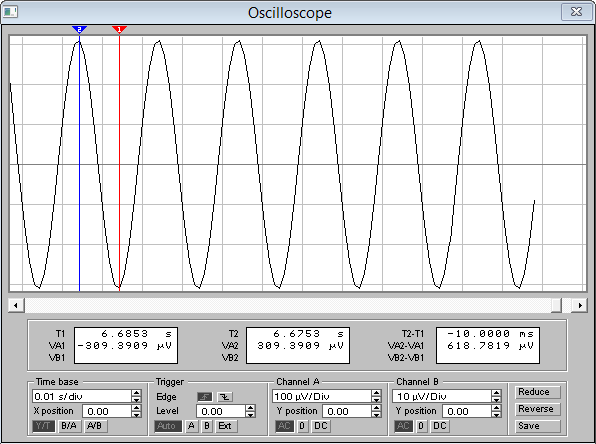 Oscilloscope
2 1
T1 6.6853 s T2 6.6753 s T2-T1 -10.0000 ms
VA1 -309.3909 µV VA2 309.3909 µV VA2-VA1 618.7819 µV
VB1 VB2 VB2-VB1
Time base Trigger Channel A Channel B Reduce
0.01 s/div Edge 100 µV/Div 10 µV/Div
X position 0.00 Level 0.00 Y position 0.00 Y position 0.00 Reverse
Y/T B/A A/B Auto A B Ext AC 0 DC AC 0 DC Save